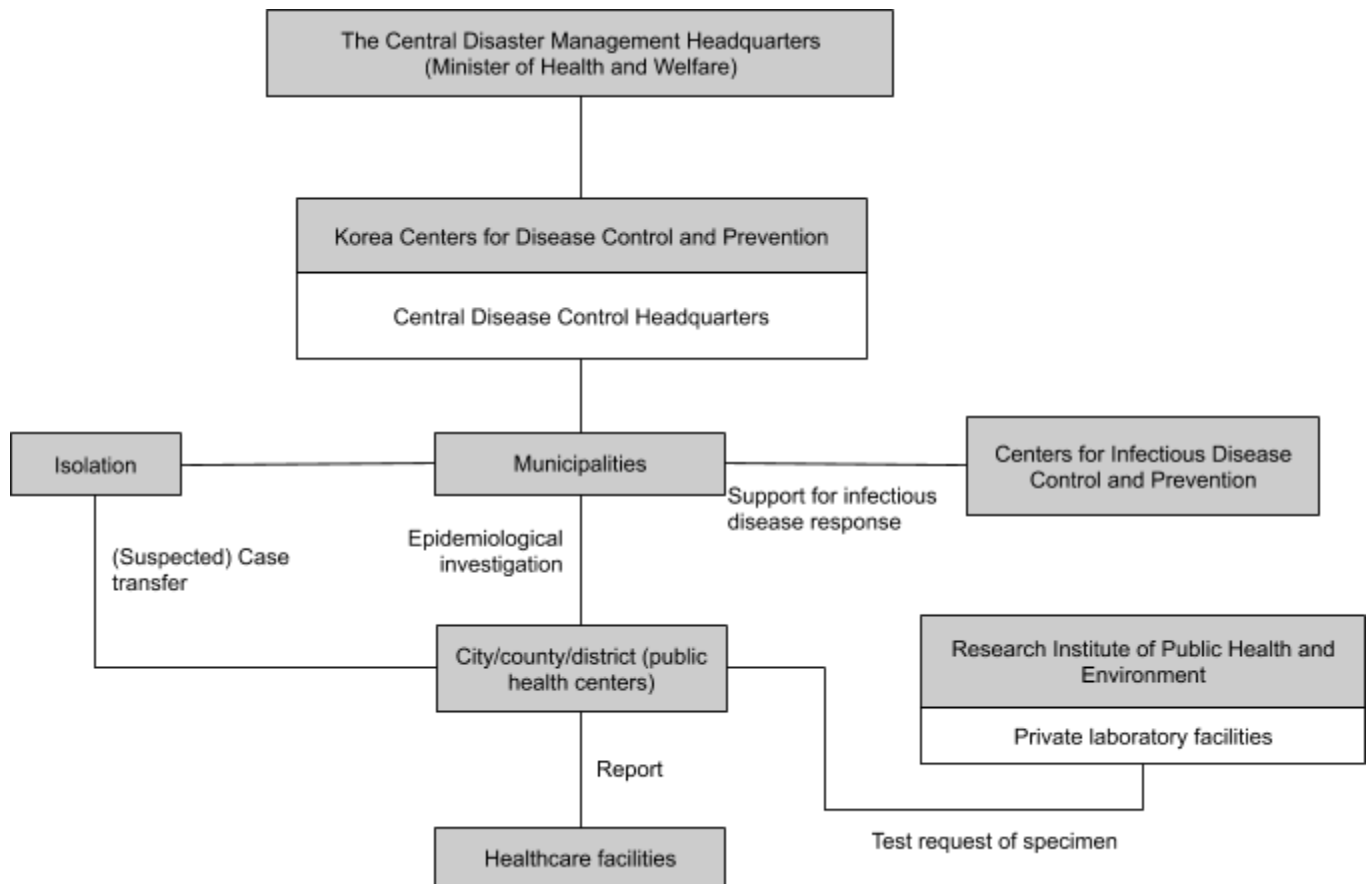 The Central Disaster Management Headquarters
(Minister of Health and Welfare)
Korea Centers for Disease Control and Prevention
Central Disease Control Headquarters
Isolation
Municipalities
Centers for Infectious Disease
Control and Prevention
Support for infectious
disease response
(Suspected) Case
transfer
Epidemiological
investigation
City/county/district (public
health centers)
Research Institute of Public Health and
Environment
Private laboratory facilities
Report
Test request of specimen
Healthcare facilities